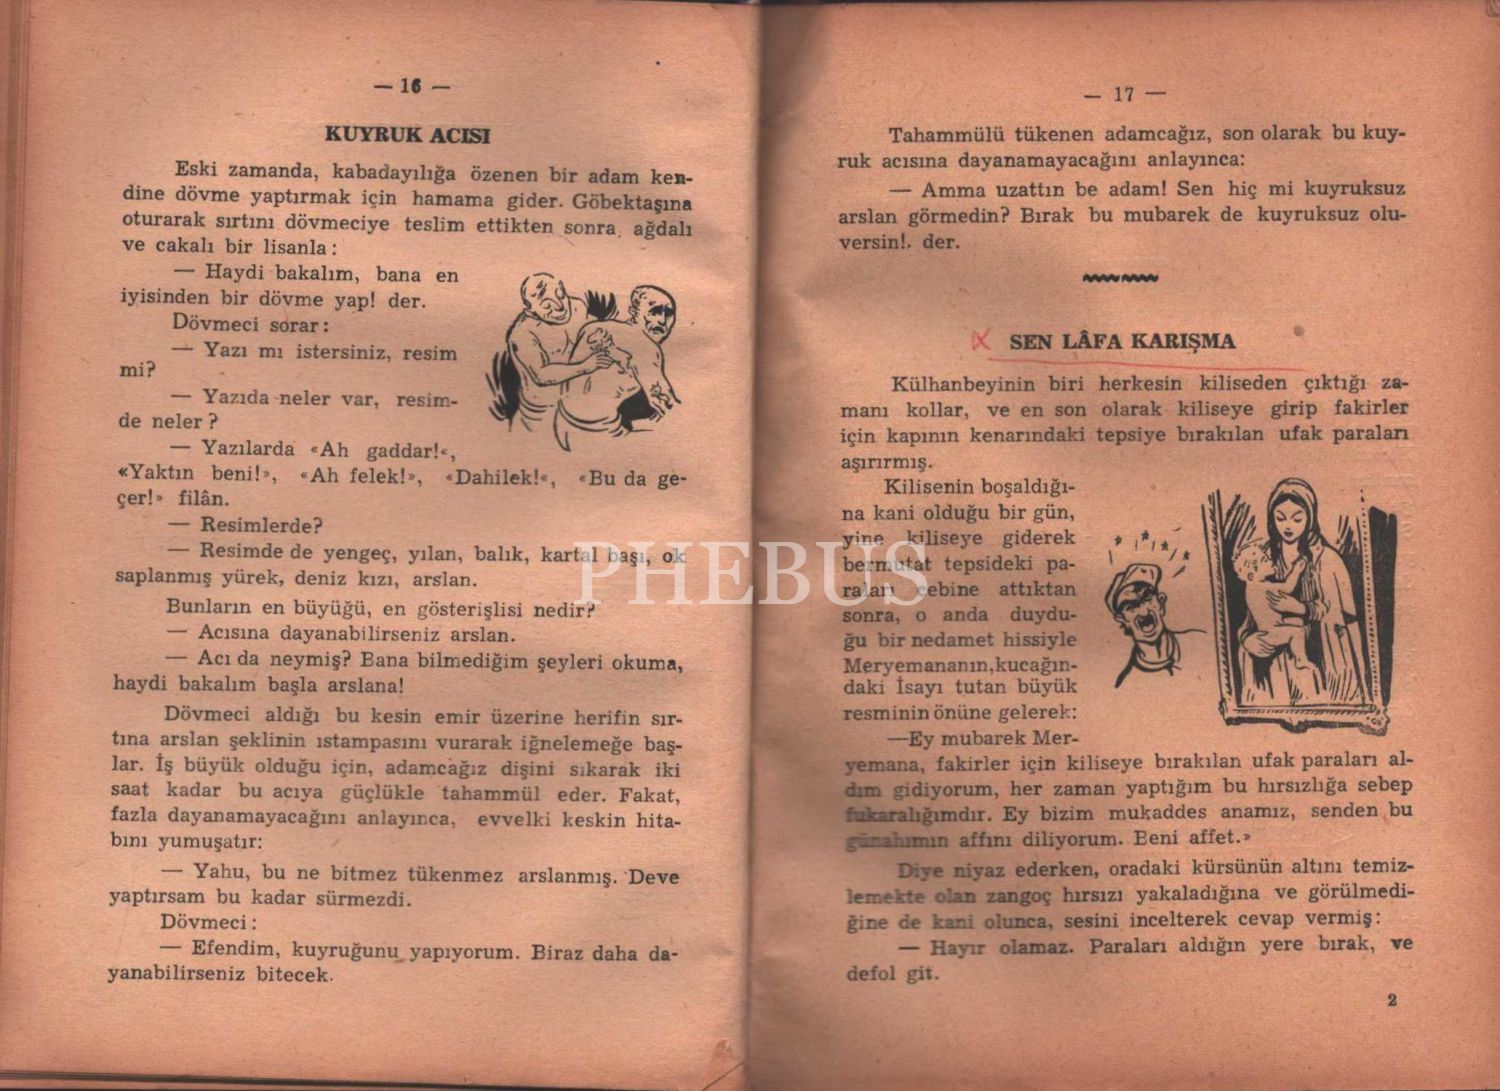 — 16 —
KUYRUK ACISI
Eski zamanda, kabadayılığa özenen bir adam ken-
dine dövme yaptırmak için hamama gider. Göbektaşına
oturarak sırtını dövmeciye teslim ettikten sonra, ağdalı
ve cakalı bir lisanla :
— Haydi bakalım, bana en
iyisinden bir dövme yap! der.
Dövmeci sorar:
— Yazı mı istersiniz, resim
mi?
— Yazıda neler var, resim-
de neler ?
— Yazılarda «Ah gaddar!«,
«Yaktın beni!», «Ah felek!», «Dahilek!«, «Bu da ge-
çer!» filân.
— Resimlerde?
— Resimde de yengeç, yılan, balık, kartal başı, ok
saplanmış yürek, deniz kızı, arslan.
Bunların en büyüğü, en gösterişlisi nedir?
— Acısına dayanabilirseniz arslan.
— Acı da neymiş? Bana bilmediğim şeyleri okuma,
haydi bakalım başla arslana!
Dövmeci aldığı bu kesin emir üzerine herifin sır-
tına arslan şeklinin ıstampasını vurarak iğnelemeğe baş-
lar. İş büyük olduğu için, adamcağız dişini sıkarak iki
saat kadar bu acıya güçlükle tahammül eder. Fakat,
fazla dayanamayacağını anlayınca, evvelki keskin hita-
bını yumuşatır:
— Yahu, bu ne bitmez tükenmez arslanmış. Deve
yaptırsam bu kadar sürmezdi.
Dövmeci :
— Efendim, kuyruğunu yapıyorum. Biraz daha da-
yanabilirseniz bitecek.
— 17 —
Tahammülü tükenen adamcağız, son olarak bu kuy-
ruk acısına dayanamayacağını anlayınca:
— Amma uzattın be adam! Sen hiç mi kuyruksuz
arslan görmedin? Bırak bu mubarek de kuyruksuz olu-
versin!. der.
SEN LÂFA KARIŞMA
Külhanbeyinin biri herkesin kiliseden çıktığı za-
manı kollar, ve en son olarak kiliseye girip fakirler
için kapının kenarındaki tepsiye bırakılan ufak paraları
aşırırmış.
Kilisenin boşaldığı-
na kani olduğu bir gün,
yine kiliseye giderek
bermutat tepsideki pa-
raları cebine attıktan
sonra, o anda duydu-
ğu bir nedamet hissiyle
Meryemananın,kucağın-
daki İsayı tutan büyük
resminin önüne gelerek:
—Ey mubarek Mer-
yemana, fakirler için kiliseye bırakılan ufak paraları al-
dım gidiyorum, her zaman yaptığım bu hırsızlığa sebep
fukaralığımdır. Ey bizim mukaddes anamız, senden bu
günahımın affını diliyorum. Beni affet.»
Diye niyaz ederken, oradaki kürsünün altını temiz-
lemekte olan zangoç hırsızı yakaladığına ve görülmedi-
ğine de kani olunca, sesini incelterek cevap vermiş :
— Hayır olamaz. Paraları aldığın yere bırak, ve
defol git.
2
PHEBUS